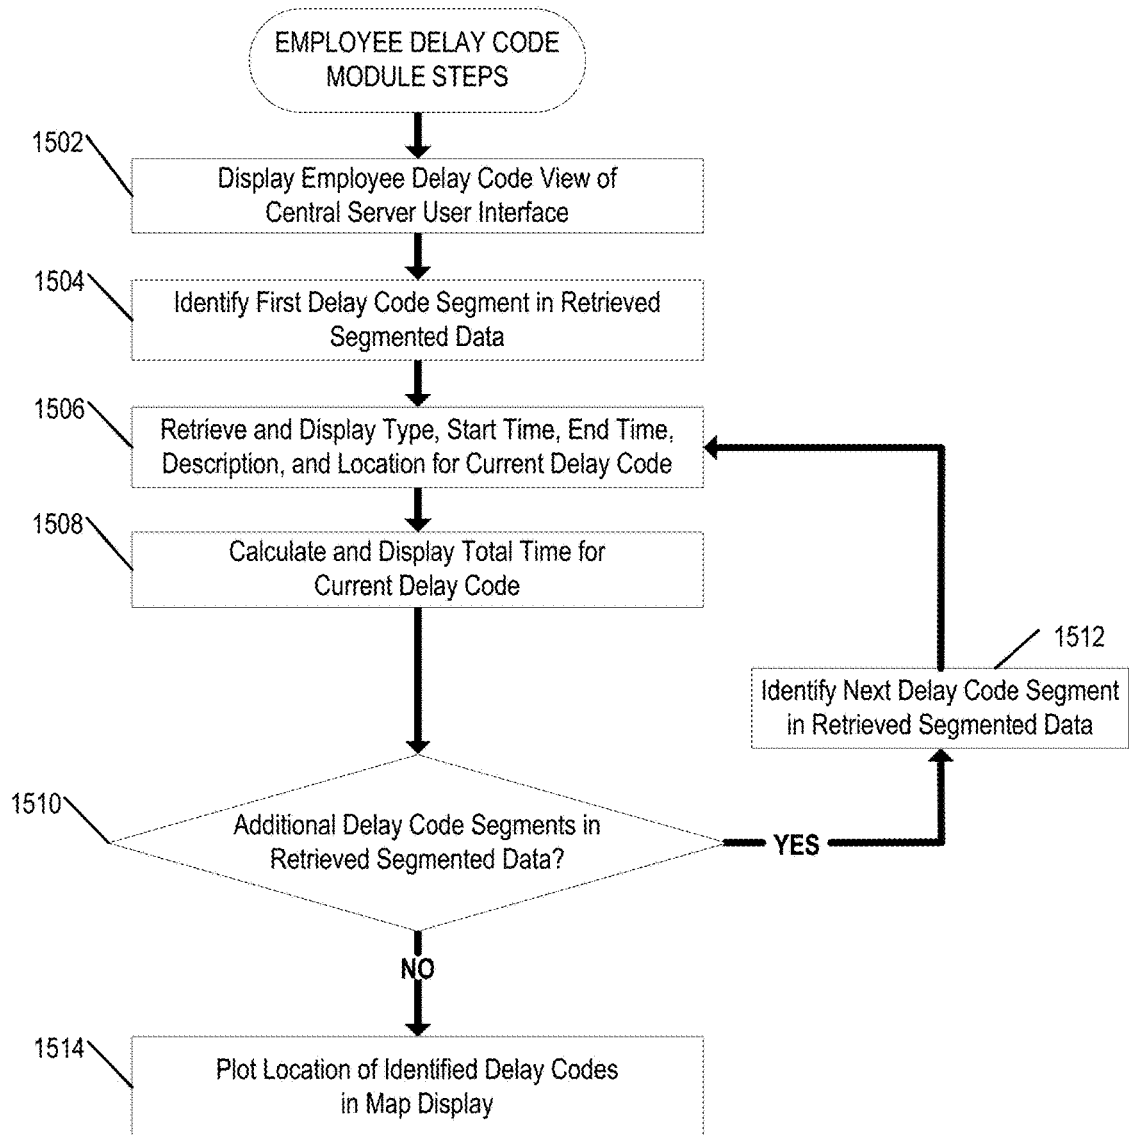 EMPLOYEE DELAY CODE
MODULE STEPS
1502
Display Employee Delay Code View of
Central Server User Interface
1504
Identify First Delay Code Segment in Retrieved
Segmented Data
1506
Retrieve and Display Type, Start Time, End Time,
Description, and Location for Current Delay Code
1508
Calculate and Display Total Time for
Current Delay Code
1512
Identify Next Delay Code Segment
in Retrieved Segmented Data
1510
Additional Delay Code Segments in
Retrieved Segmented Data?
YES
NO
1514
Plot Location of Identified Delay Codes
in Map Display